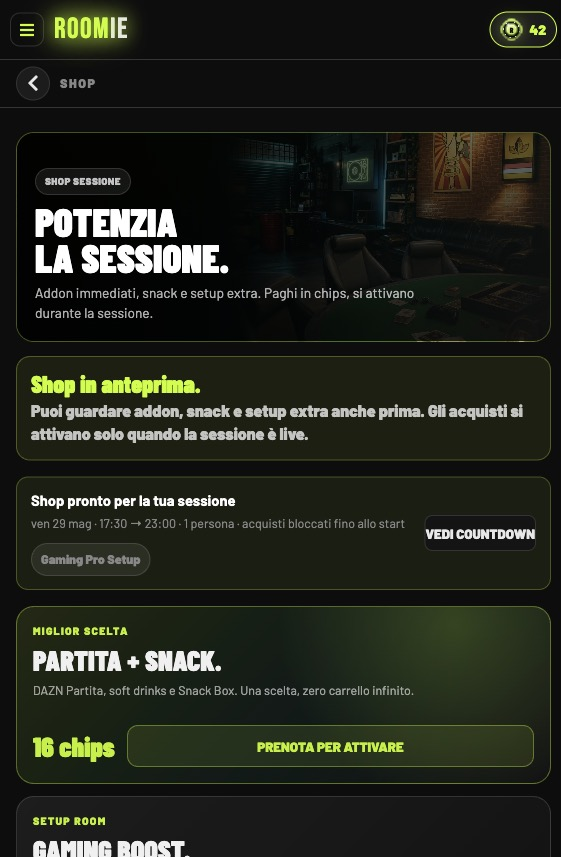 ROOMIE
42
SHOP
SHOP SESSIONE
POTENZIA
LA SESSIONE.
Addon immediati, snack e setup extra. Paghi in chips, si attivano
durante la sessione.
Shop in anteprima.
Puoi guardare addon, snack e setup extra anche prima. Gli acquisti si
attivano solo quando la sessione è live.
Shop pronto per la tua sessione
ven 29 mag · 17:30 → 23:00 · 1 persona · acquisti bloccati fino allo start
VEDI COUNTDOWN
Gaming Pro Setup
MIGLIOR SCELTA
PARTITA + SNACK.
DAZN Partita, soft drinks e Snack Box. Una scelta, zero carrello infinito.
16 chips
PRENOTA PER ATTIVARE
SETUP ROOM
GAMING BOOST.